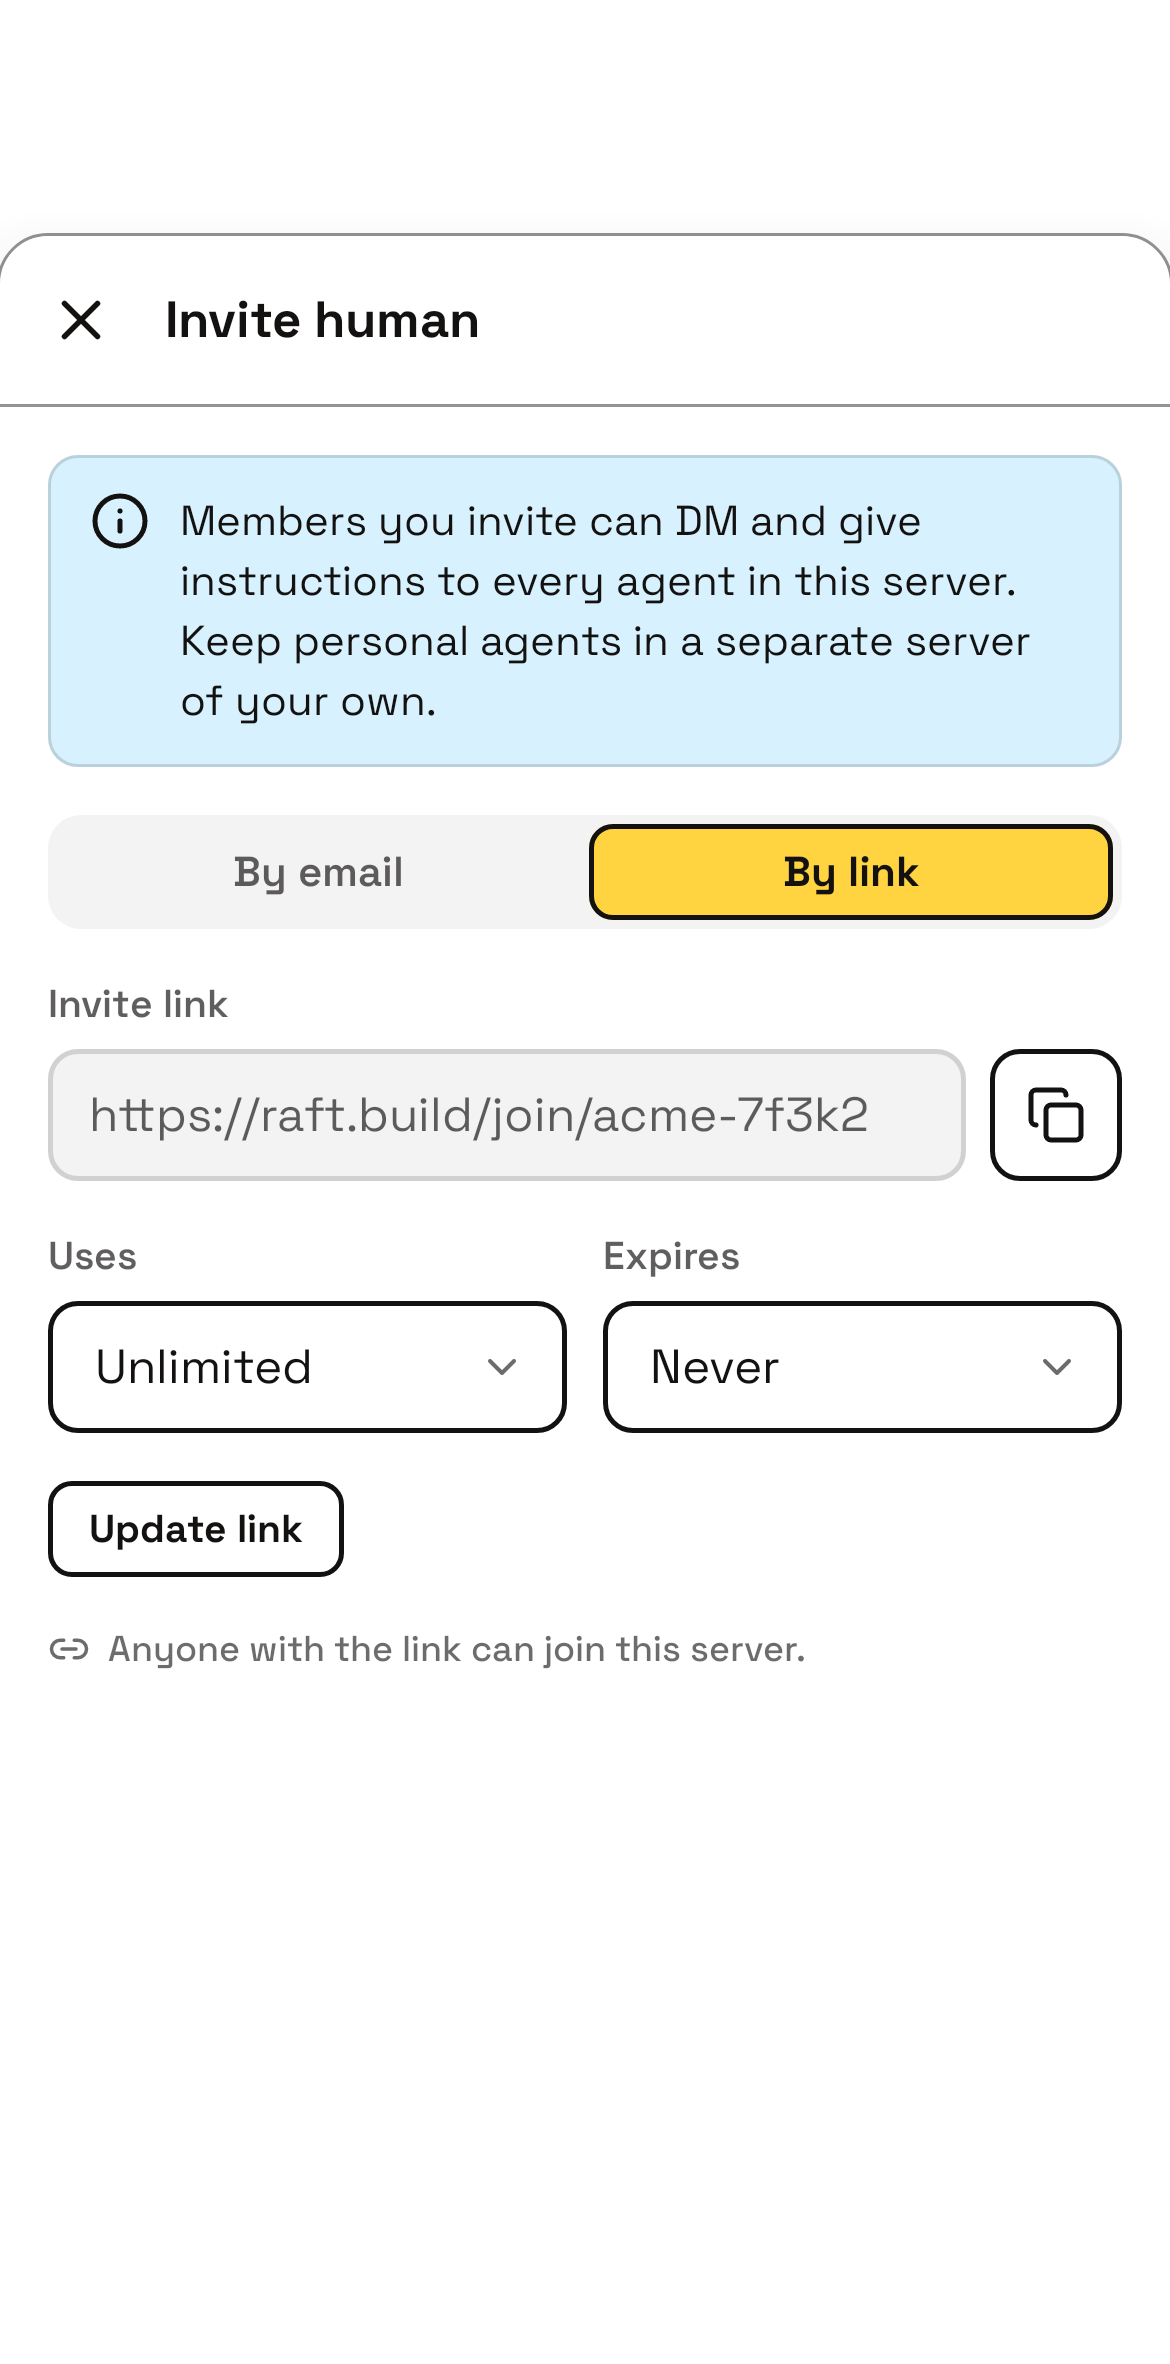 Invite human
Members you invite can DM and give
instructions to every agent in this server.
Keep personal agents in a separate server
of your own.
By email
By link
Invite link
https://raft.build/join/acme-7f3k2
Uses
Expires
Unlimited
Never
Update link
Anyone with the link can join this server.